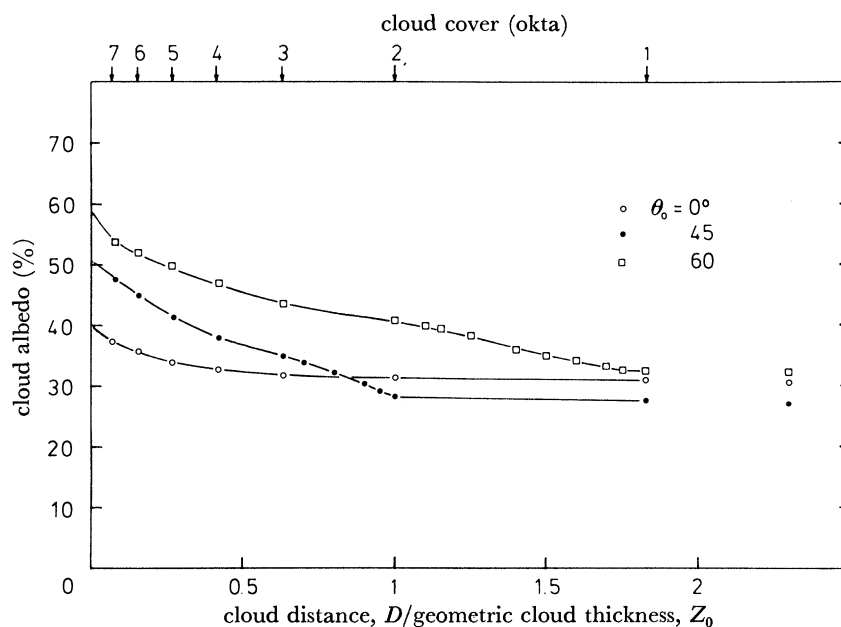 cloud cover (okta)
7 6 5 4 3 2 1
70
60
50
40
30
20
10
0
cloud albedo (%)
θ₀ = 0°
45
60
0.5 1 1.5 2
cloud distance, D/geometric cloud thickness, Z₀